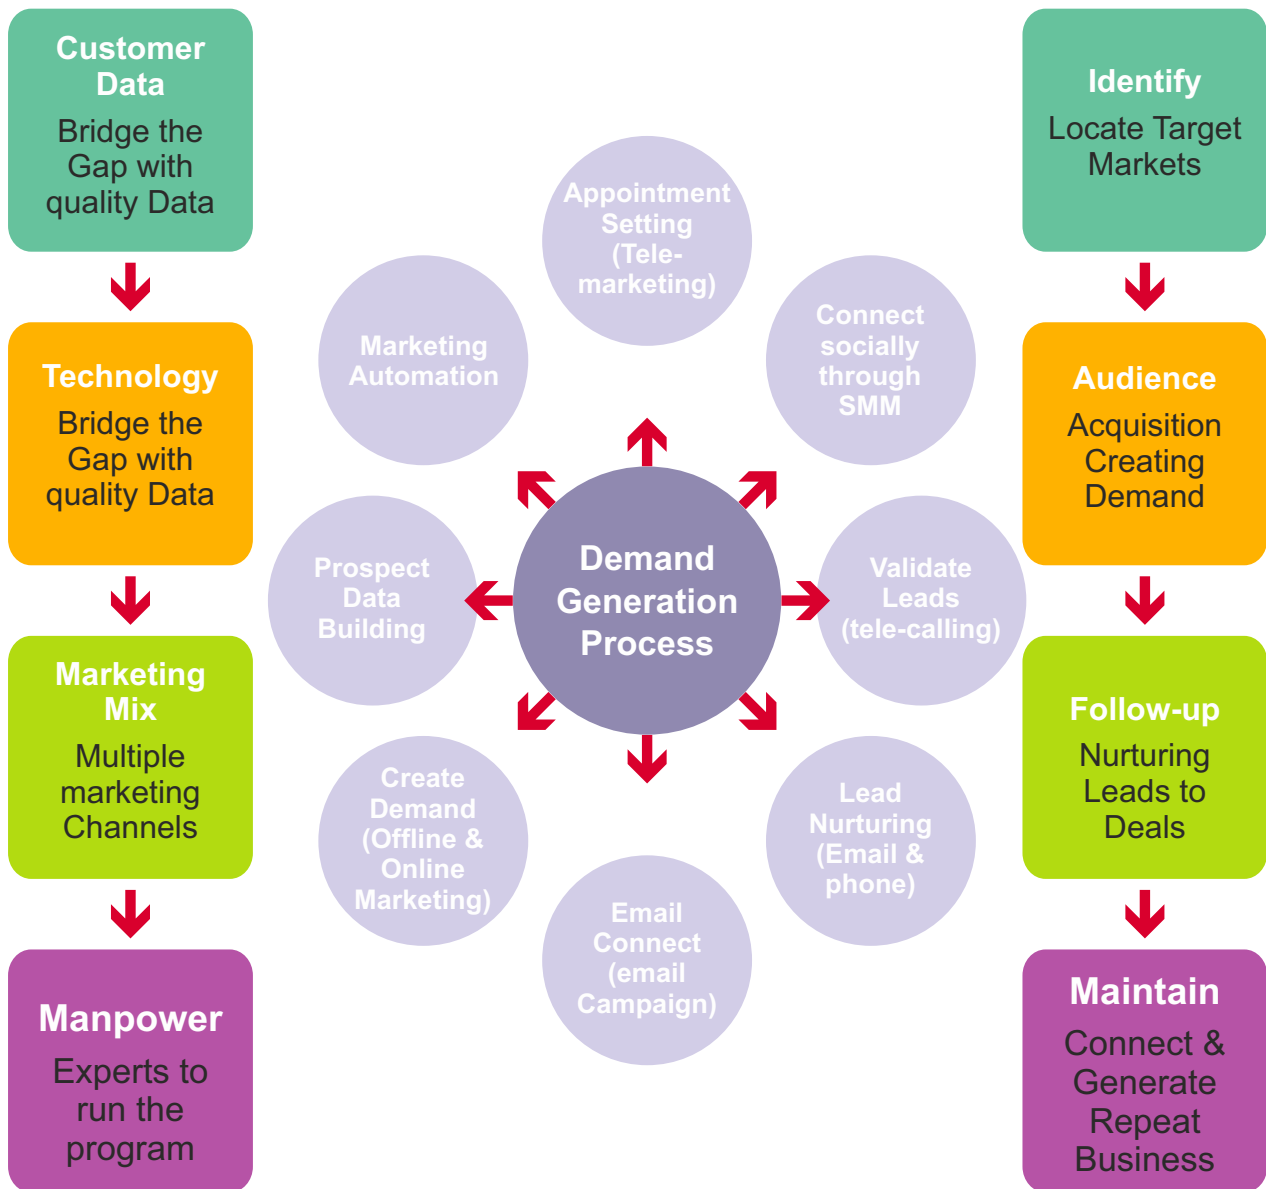 Customer
Data
Bridge the
Gap with
quality Data
Technology
Bridge the
Gap with
quality Data
Marketing
Mix
Multiple
marketing
Channels
Manpower
Experts to
run the
program
Appointment
Setting
(Tele-
marketing)
Connect
socially
through
SMM
Validate
Leads
(tele-calling)
Lead
Nurturing
(Email &
phone)
Email
Connect
(email
Campaign)
Create
Demand
(Offline &
Online
Marketing)
Prospect
Data
Building
Marketing
Automation
Demand
Generation
Process
Identify
Locate Target
Markets
Audience
Acquisition
Creating
Demand
Follow-up
Nurturing
Leads to
Deals
Maintain
Connect &
Generate
Repeat
Business